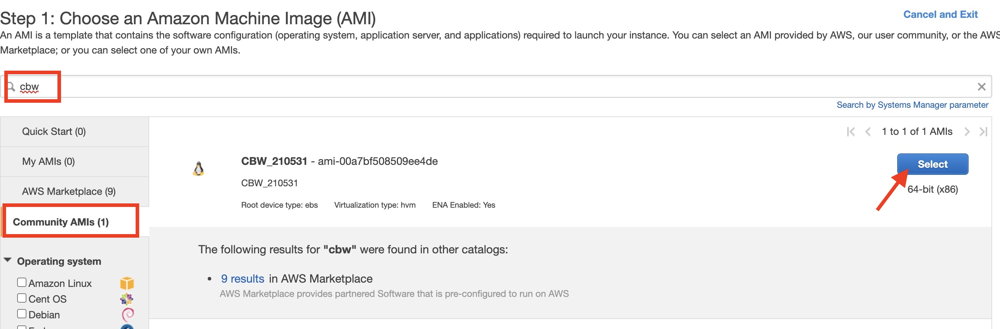 Step 1: Choose an Amazon Machine Image (AMI)
Cancel and Exit
An AMI is a template that contains the software configuration (operating system, application server, and applications) required to launch your instance. You can select an AMI provided by AWS, our user community, or the AWS
Marketplace; or you can select one of your own AMIs.
cbw
Search by Systems Manager parameter
Quick Start (0)
My AMIs (0)
AWS Marketplace (9)
Community AMIs (1)
Operating system
Amazon Linux
Cent OS
Debian
1 to 1 of 1 AMIs
CBW_210531 - ami-00a7bf508509ee4de
Select
CBW_210531
64-bit (x86)
Root device type: ebs Virtualization type: hvm ENA Enabled: Yes
The following results for "cbw" were found in other catalogs:
• 9 results in AWS Marketplace
AWS Marketplace provides partnered Software that is pre-configured to run on AWS